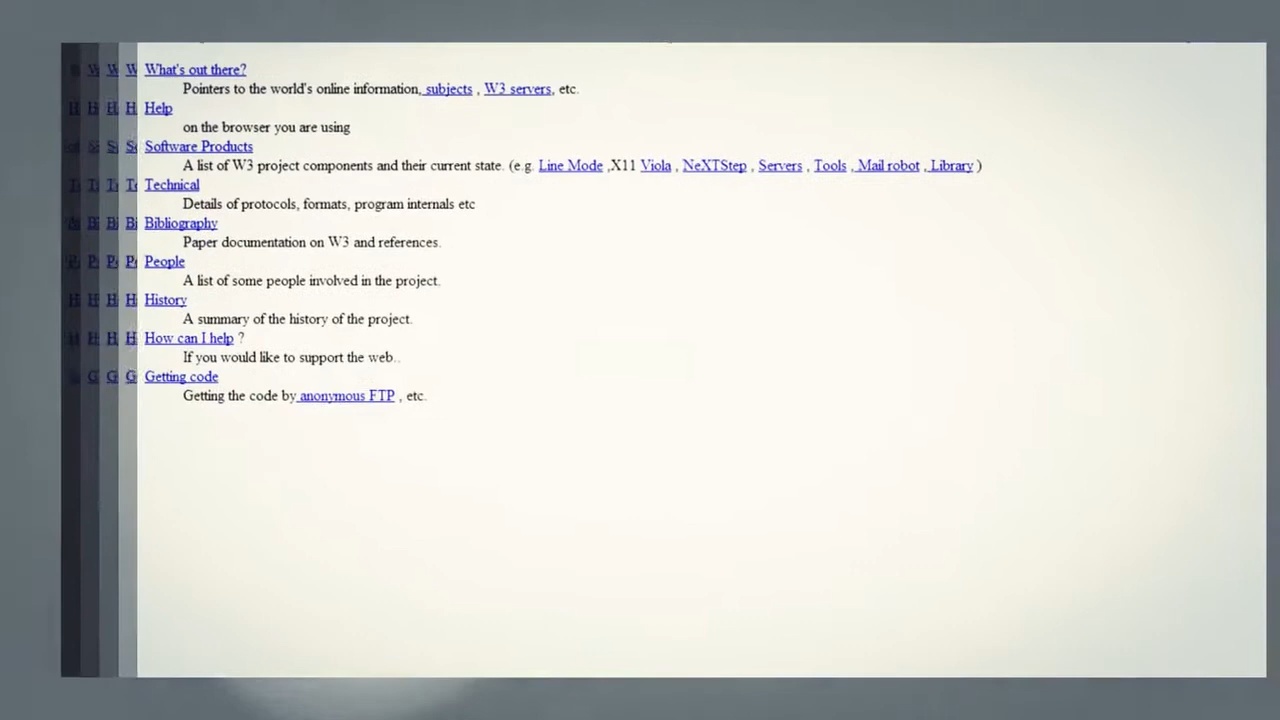 What's out there?
Pointers to the world's online information, subjects , W3 servers, etc.
Help
on the browser you are using
Software Products
A list of W3 project components and their current state. (e.g. Line Mode ,X11 Viola , NeXTStep , Servers , Tools , Mail robot , Library )
Technical
Details of protocols, formats, program internals etc
Bibliography
Paper documentation on W3 and references.
People
A list of some people involved in the project.
History
A summary of the history of the project.
How can I help ?
If you would like to support the web..
Getting code
Getting the code by anonymous FTP , etc.